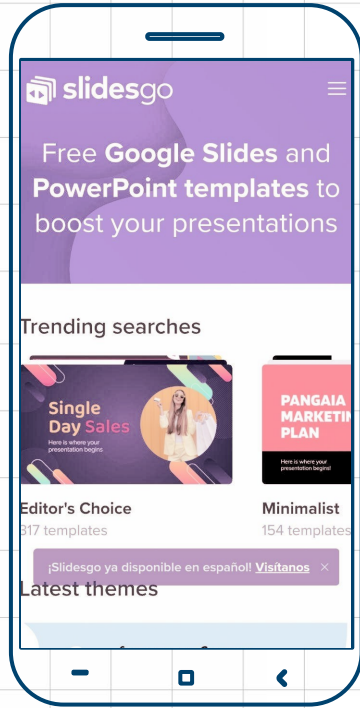 slidesgo
Free Google Slides and
PowerPoint templates to
boost your presentations
Trending searches
Single
Day Sales
Here is where your
presentation begins
PANGAIA
MARKETIN
PLAN
Here is where your
presentation begins!
Editor's Choice
317 templates
Minimalist
154 templates
¡Slidesgo ya disponible en español! Visítanos ×
Latest themes